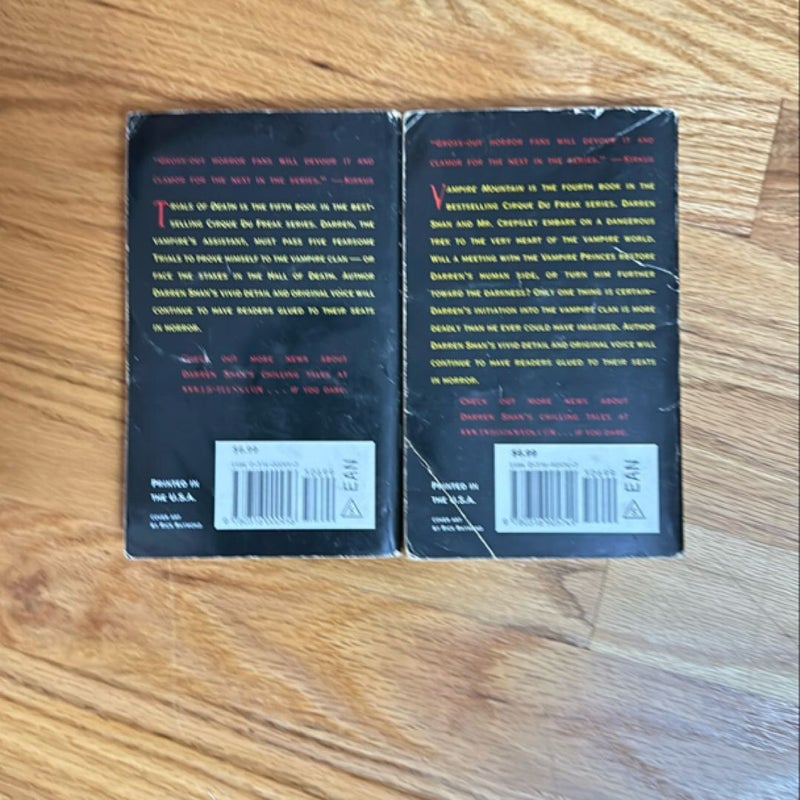 "Gross-out horror fans will devour it and
clamor for the next in the series." —Kirkus
Trials of Death is the fifth book in the best-
selling Cirque Du Freak series. Darren, the
vampire's assistant, must pass five fearsome
Trials to prove himself to the vampire clan — or
face the stakes in the Hall of Death. Author
Darren Shan's vivid detail and original voice will
continue to have readers glued to their seats
in horror.
Check out more news about
Darren Shan's chilling tales at
... if you dare.
Printed in
the U.S.A.
Cover art
$6.99
50699
EAN
"Gross-out horror fans will devour it and
clamor for the next in the series." —Kirkus
Vampire Mountain is the fourth book in the
bestselling Cirque Du Freak series. Darren
Shan and Mr. Crepsley embark on a dangerous
trek to the very heart of the vampire world.
Will a meeting with the Vampire Princes restore
Darren's human side, or turn him further
toward the darkness? Only one thing is certain—
Darren's initiation into the vampire clan is more
deadly than he ever could have imagined. Author
Darren Shan's vivid detail and original voice will
continue to have readers glued to their seats
in horror.
Check out more news about
Darren Shan's chilling tales at
... if you dare.
Printed in
the U.S.A.
Cover art
$6.99
50699
EAN